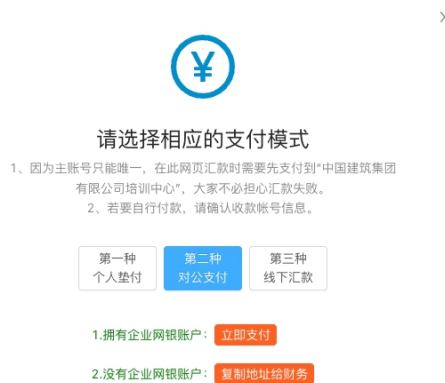 ¥
请选择相应的支付模式
1、因为主账号只能唯一，在此网页汇款时需要先支付到“中国建筑集团
有限公司培训中心”，大家不必担心汇款失败。
2、若要自行付款，请确认收款帐号信息。
第一种 第二种 第三种
个人垫付 对公支付 线下汇款
1.拥有企业网银账户： 立即支付
2.没有企业网银账户： 复制地址给财务